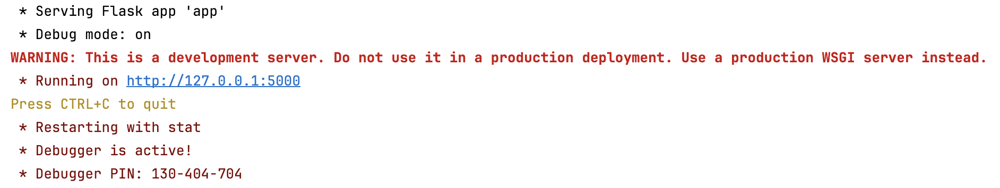 * Serving Flask app 'app'
 * Debug mode: on
WARNING: This is a development server. Do not use it in a production deployment. Use a production WSGI server instead.
 * Running on http://127.0.0.1:5000
Press CTRL+C to quit
 * Restarting with stat
 * Debugger is active!
 * Debugger PIN: 130-404-704